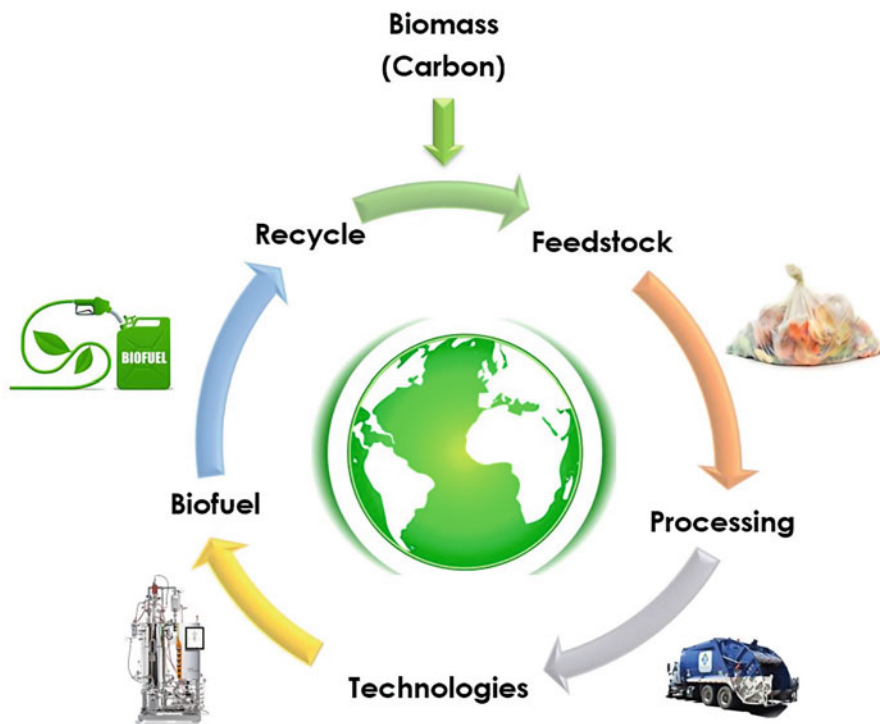 Biomass
(Carbon)
Recycle
Feedstock
BIOFUEL
Biofuel
Processing
Technologies